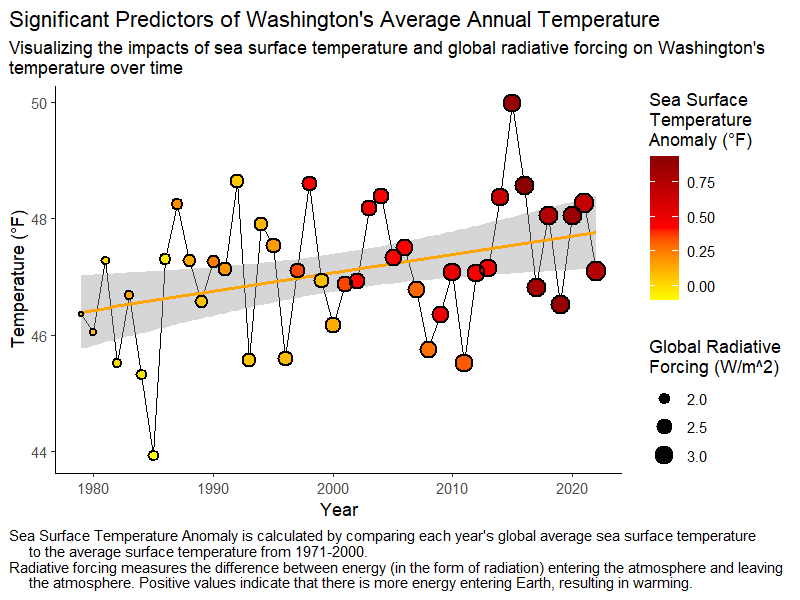 Significant Predictors of Washington's Average Annual Temperature
Visualizing the impacts of sea surface temperature and global radiative forcing on Washington's
temperature over time
50
48
46
44
Temperature (°F)
1980
1990
2000
2010
2020
Year
Sea Surface
Temperature
Anomaly (°F)
0.75
0.50
0.25
0.00
Global Radiative
Forcing (W/m^2)
2.0
2.5
3.0
Sea Surface Temperature Anomaly is calculated by comparing each year's global average sea surface temperature
to the average surface temperature from 1971-2000.
Radiative forcing measures the difference between energy (in the form of radiation) entering the atmosphere and leaving
the atmosphere. Positive values indicate that there is more energy entering Earth, resulting in warming.